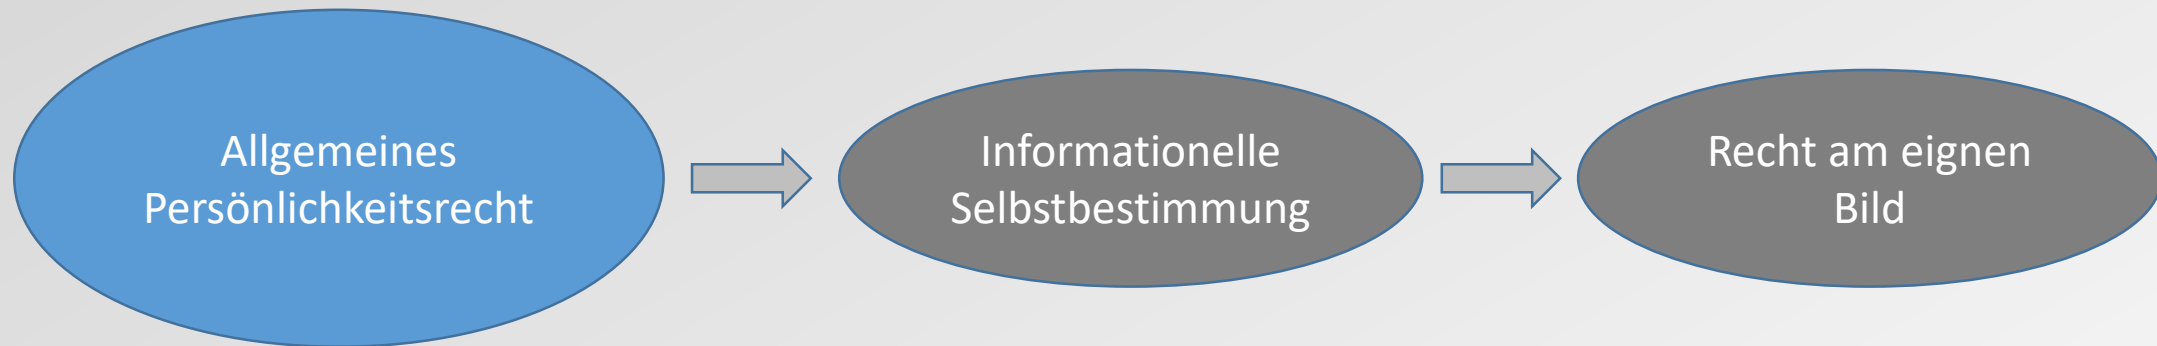 Allgemeines
Persönlichkeitsrecht
Informationelle
Selbstbestimmung
Recht am eignen
Bild